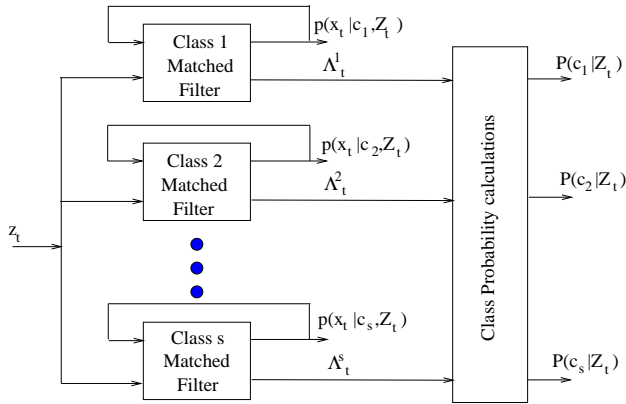 Class 1
Matched
Filter
p(x_t|c_1,Z_t)
Λ_t^1
Class 2
Matched
Filter
p(x_t|c_2,Z_t)
Λ_t^2
z_t
Class s
Matched
Filter
p(x_t|c_s,Z_t)
Λ_t^s
Class Probability calculations
P(c_1|Z_t)
P(c_2|Z_t)
P(c_s|Z_t)